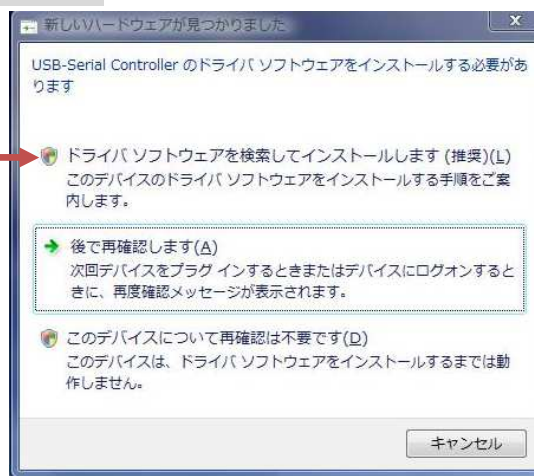 新しいハードウェアが見つかりました
USB-Serial Controller のドライバ ソフトウェアをインストールする必要があ
ります
ドライバ ソフトウェアを検索してインストールします (推奨)(L)
このデバイスのドライバ ソフトウェアをインストールする手順をご案
内します。
後で再確認します(A)
次回デバイスをプラグ インするときまたはデバイスにログオンすると
きに、再度確認メッセージが表示されます。
このデバイスについて再確認は不要です(D)
このデバイスは、ドライバ ソフトウェアをインストールするまでは動
作しません。
キャンセル